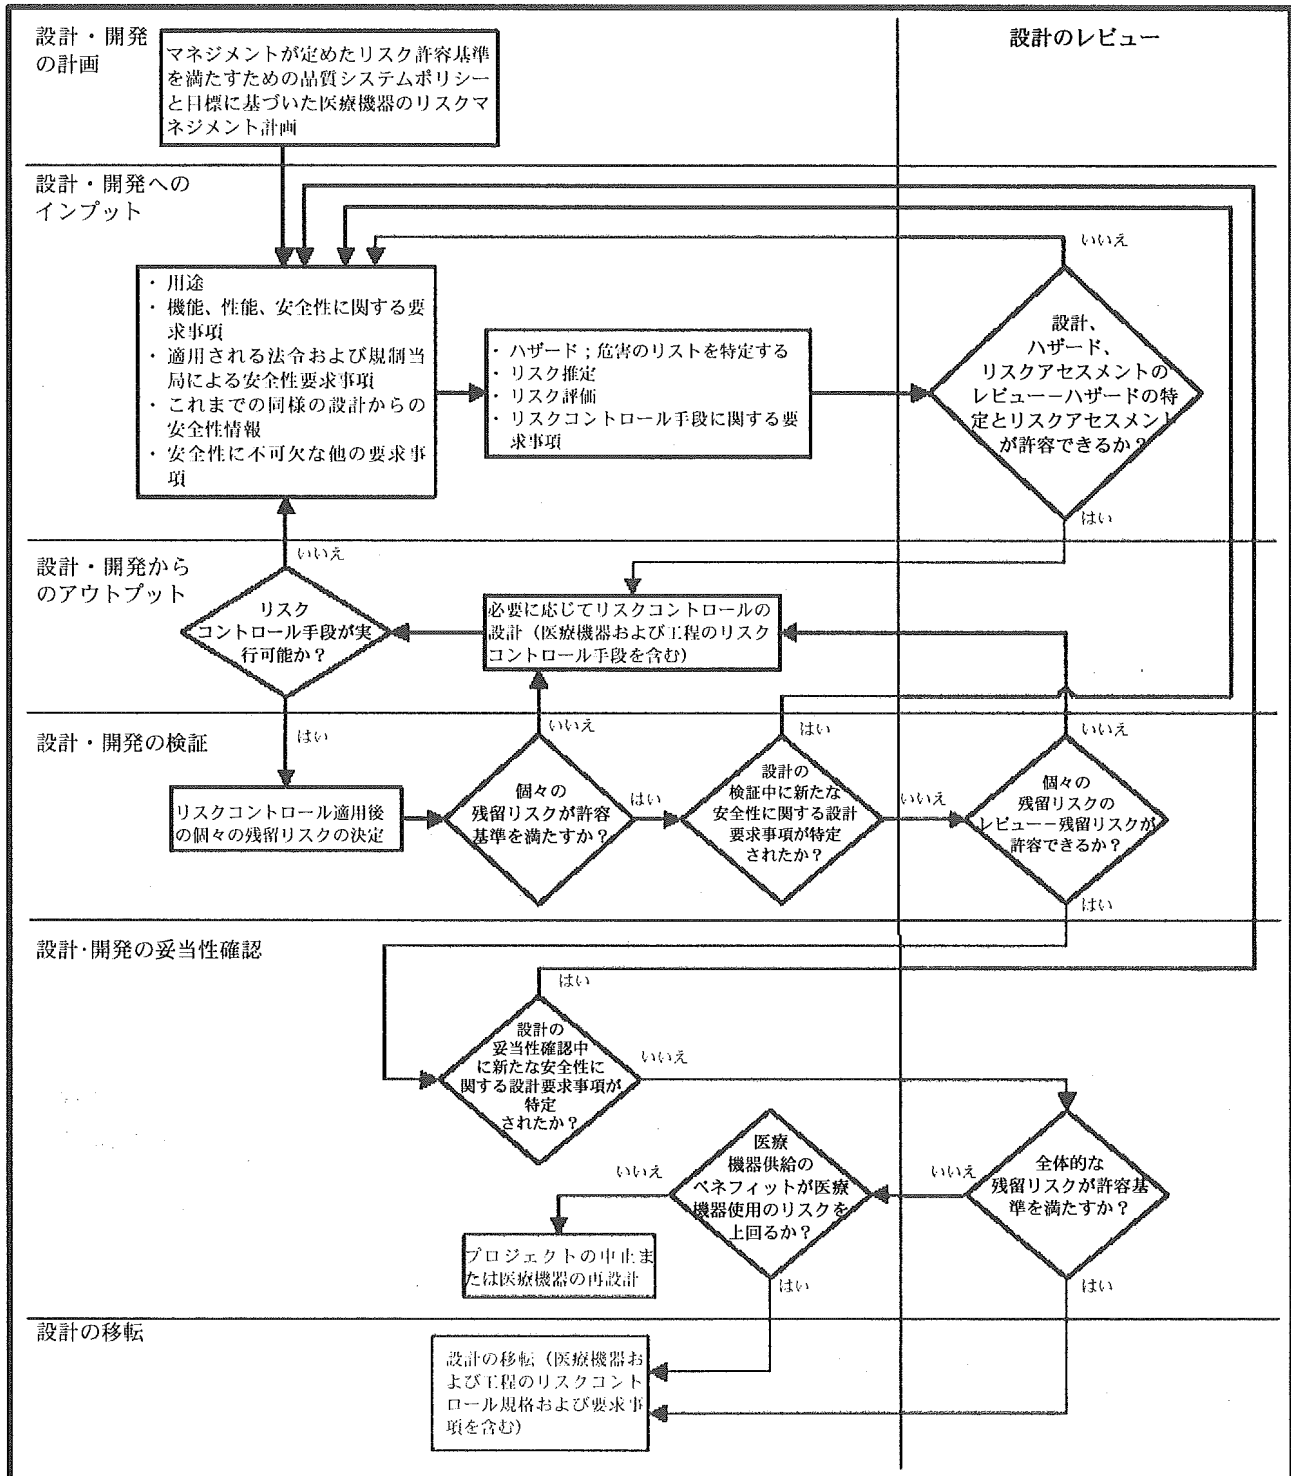 設計・開発
の計画
マネジメントが定めたリスク許容基準
を満たすための品質システムポリシー
と目標に基づいた医療機器のリスクマ
ネジメント計画
設計のレビュー
設計・開発への
インプット
いいえ
・ 用途
・ 機能、性能、安全性に関する要
求事項
・ 適用される法令および規制当
局による安全性要求事項
・ これまでの同様の設計からの
安全性情報
・ 安全性に不可欠な他の要求事
項
・ ハザード；危害のリストを特定する
・ リスク推定
・ リスク評価
・ リスクコントロール手段に関する要
求事項
設計、
ハザード、
リスクアセスメントの
レビュー－ハザードの特
定とリスクアセスメント
が許容できるか？
はい
設計・開発から
のアウトプット
いいえ
リスク
コントロール手段が実
行可能か？
必要に応じてリスクコントロールの
設計（医療機器および工程のリスク
コントロール手段を含む）
設計・開発の検証
はい
いいえ
はい
いいえ
リスクコントロール適用後
の個々の残留リスクの決定
個々の
残留リスクが許容
基準を満たすか？
はい
設計の
検証中に新たな
安全性に関する設計
要求事項が特定
されたか？
いいえ
個々の
残留リスクの
レビュー－残留リスクが
許容できるか？
はい
設計・開発の妥当性確認
はい
設計の
妥当性確認中
に新たな安全性に
関する設計要求事項が
特定
されたか？
いいえ
医療
機器供給の
ベネフィットが医療
機器使用のリスクを
上回るか？
いいえ
いいえ
全体的な
残留リスクが許容基
準を満たすか？
プロジェクトの中止ま
たは医療機器の再設計
はい
はい
設計の移転
設計の移転（医療機器お
よび工程のリスクコント
ロール規格および要求事
項を含む）